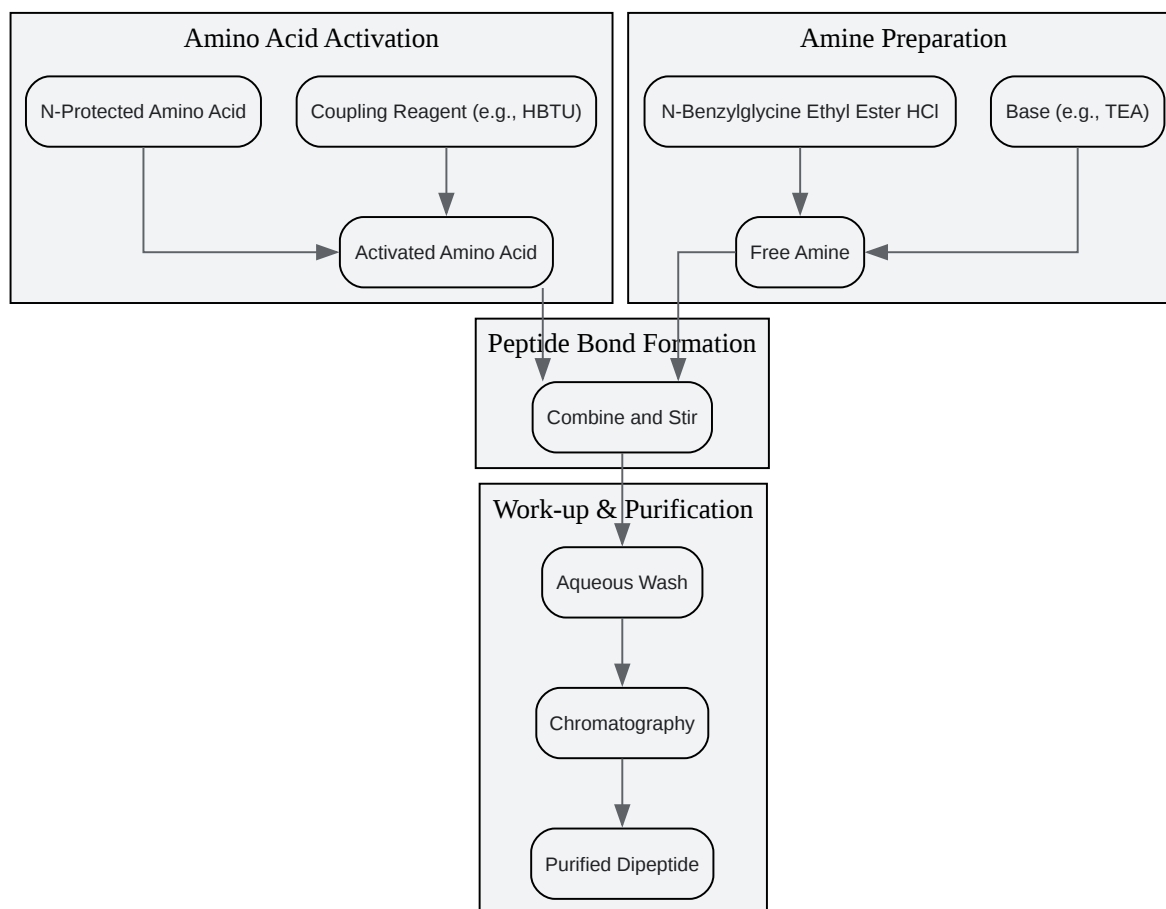 Amino Acid Activation
Amine Preparation
N-Protected Amino Acid
Coupling Reagent (e.g., HBTU)
N-Benzylglycine Ethyl Ester HCl
Base (e.g., TEA)
Activated Amino Acid
Free Amine
Peptide Bond Formation
Combine and Stir
Work-up & Purification
Aqueous Wash
Chromatography
Purified Dipeptide